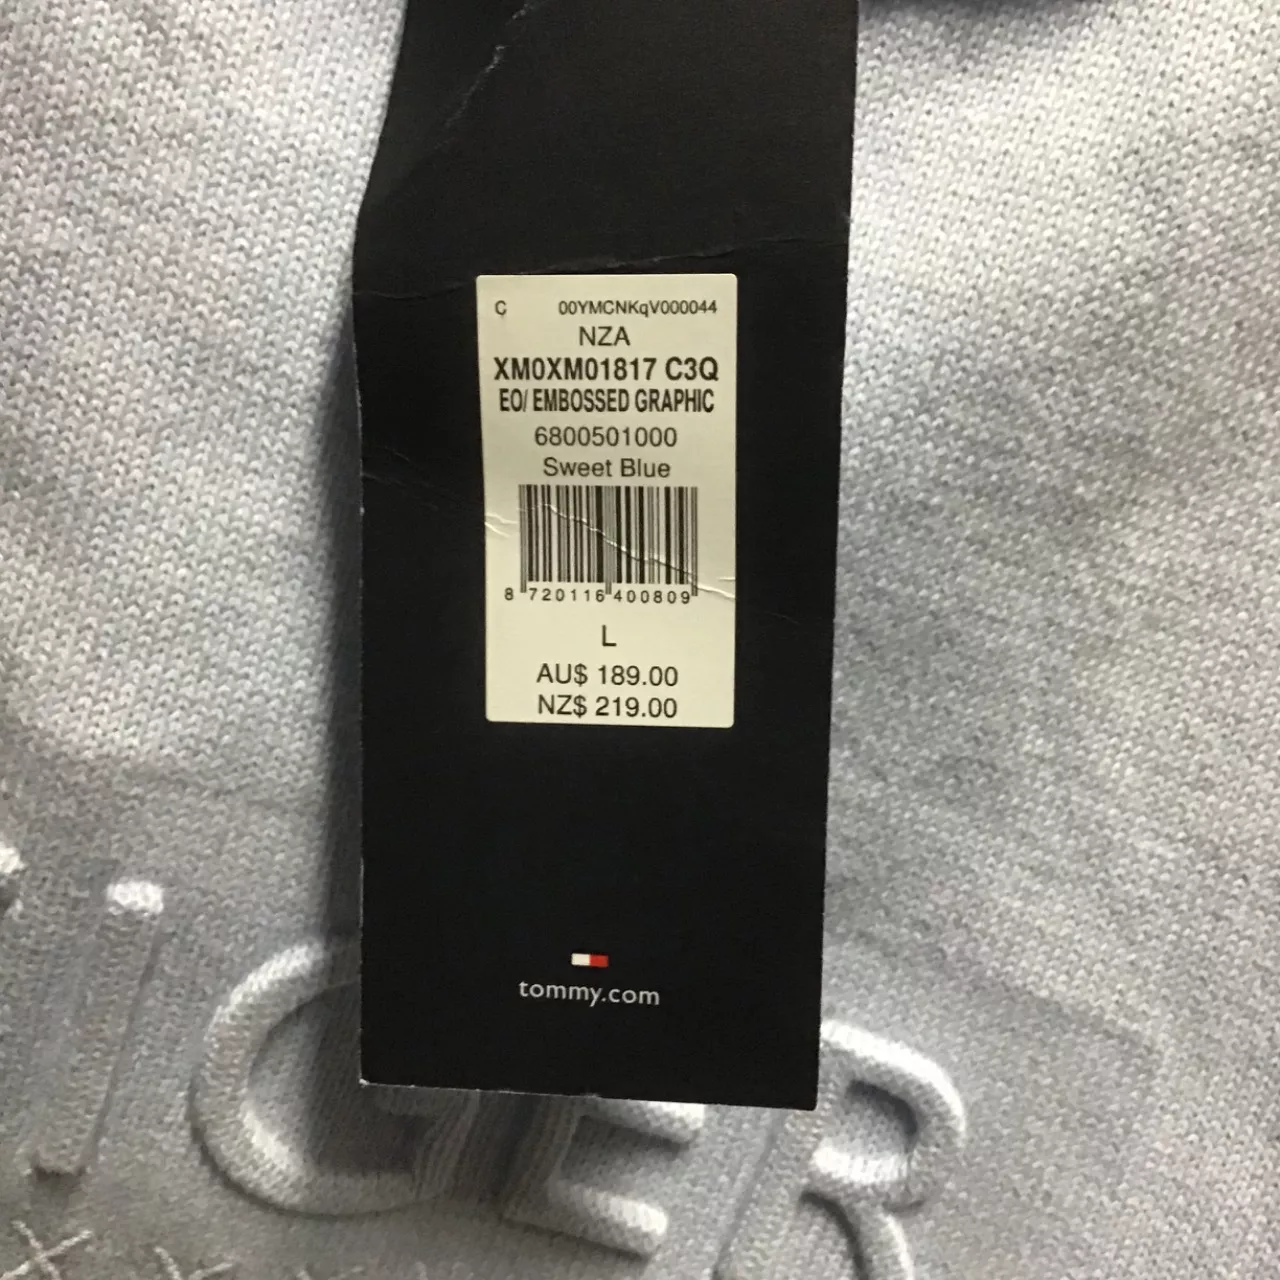 C 00YMCNKqV000044
NZA
XM0XM01817 C3Q
EO/ EMBOSSED GRAPHIC
6800501000
Sweet Blue
8 720116 400809
L
AU$ 189.00
NZ$ 219.00
tommy.com
IGER